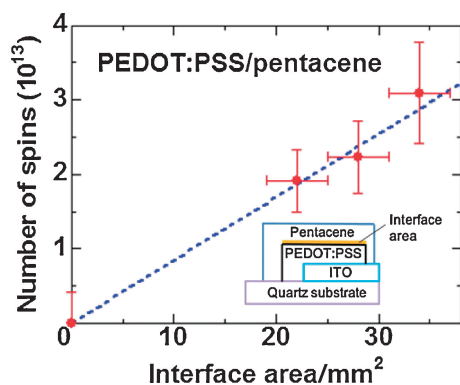 PEDOT:PSS/pentacene
Number of spins (10¹³)
4
3
2
1
0
0
10
20
30
Interface area/mm²
Pentacene
Interface
area
PEDOT:PSS
ITO
Quartz substrate